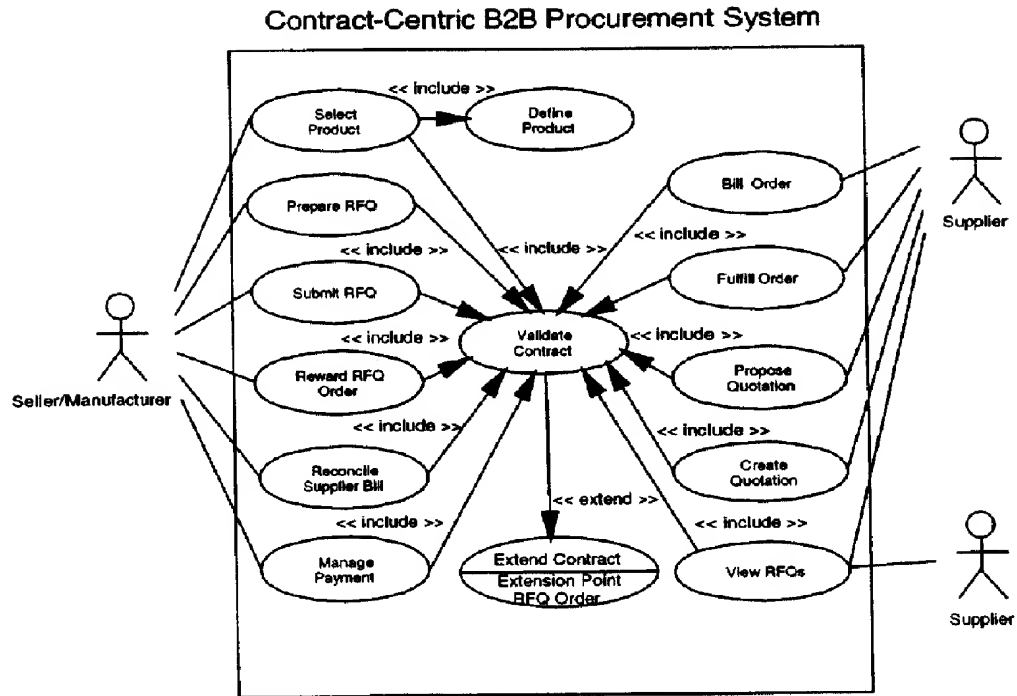 Contract-Centric B2B Procurement System
<< include >>
Select
Product
Define
Product
Bill Order
Supplier
Prepare RFQ
<< include >>
<< include >>
<< include >>
Submit RFQ
Fulfill Order
Validate
Contract
<< include >>
<< include >>
Seller/Manufacturer
Reward RFQ
Order
Propose
Quotation
<< include >>
<< include >>
Reconcile
Supplier Bill
Create
Quotation
<< extend >>
<< include >>
<< include >>
Manage
Payment
Extend Contract
Extension Point
RFQ Order
View RFQs
Supplier